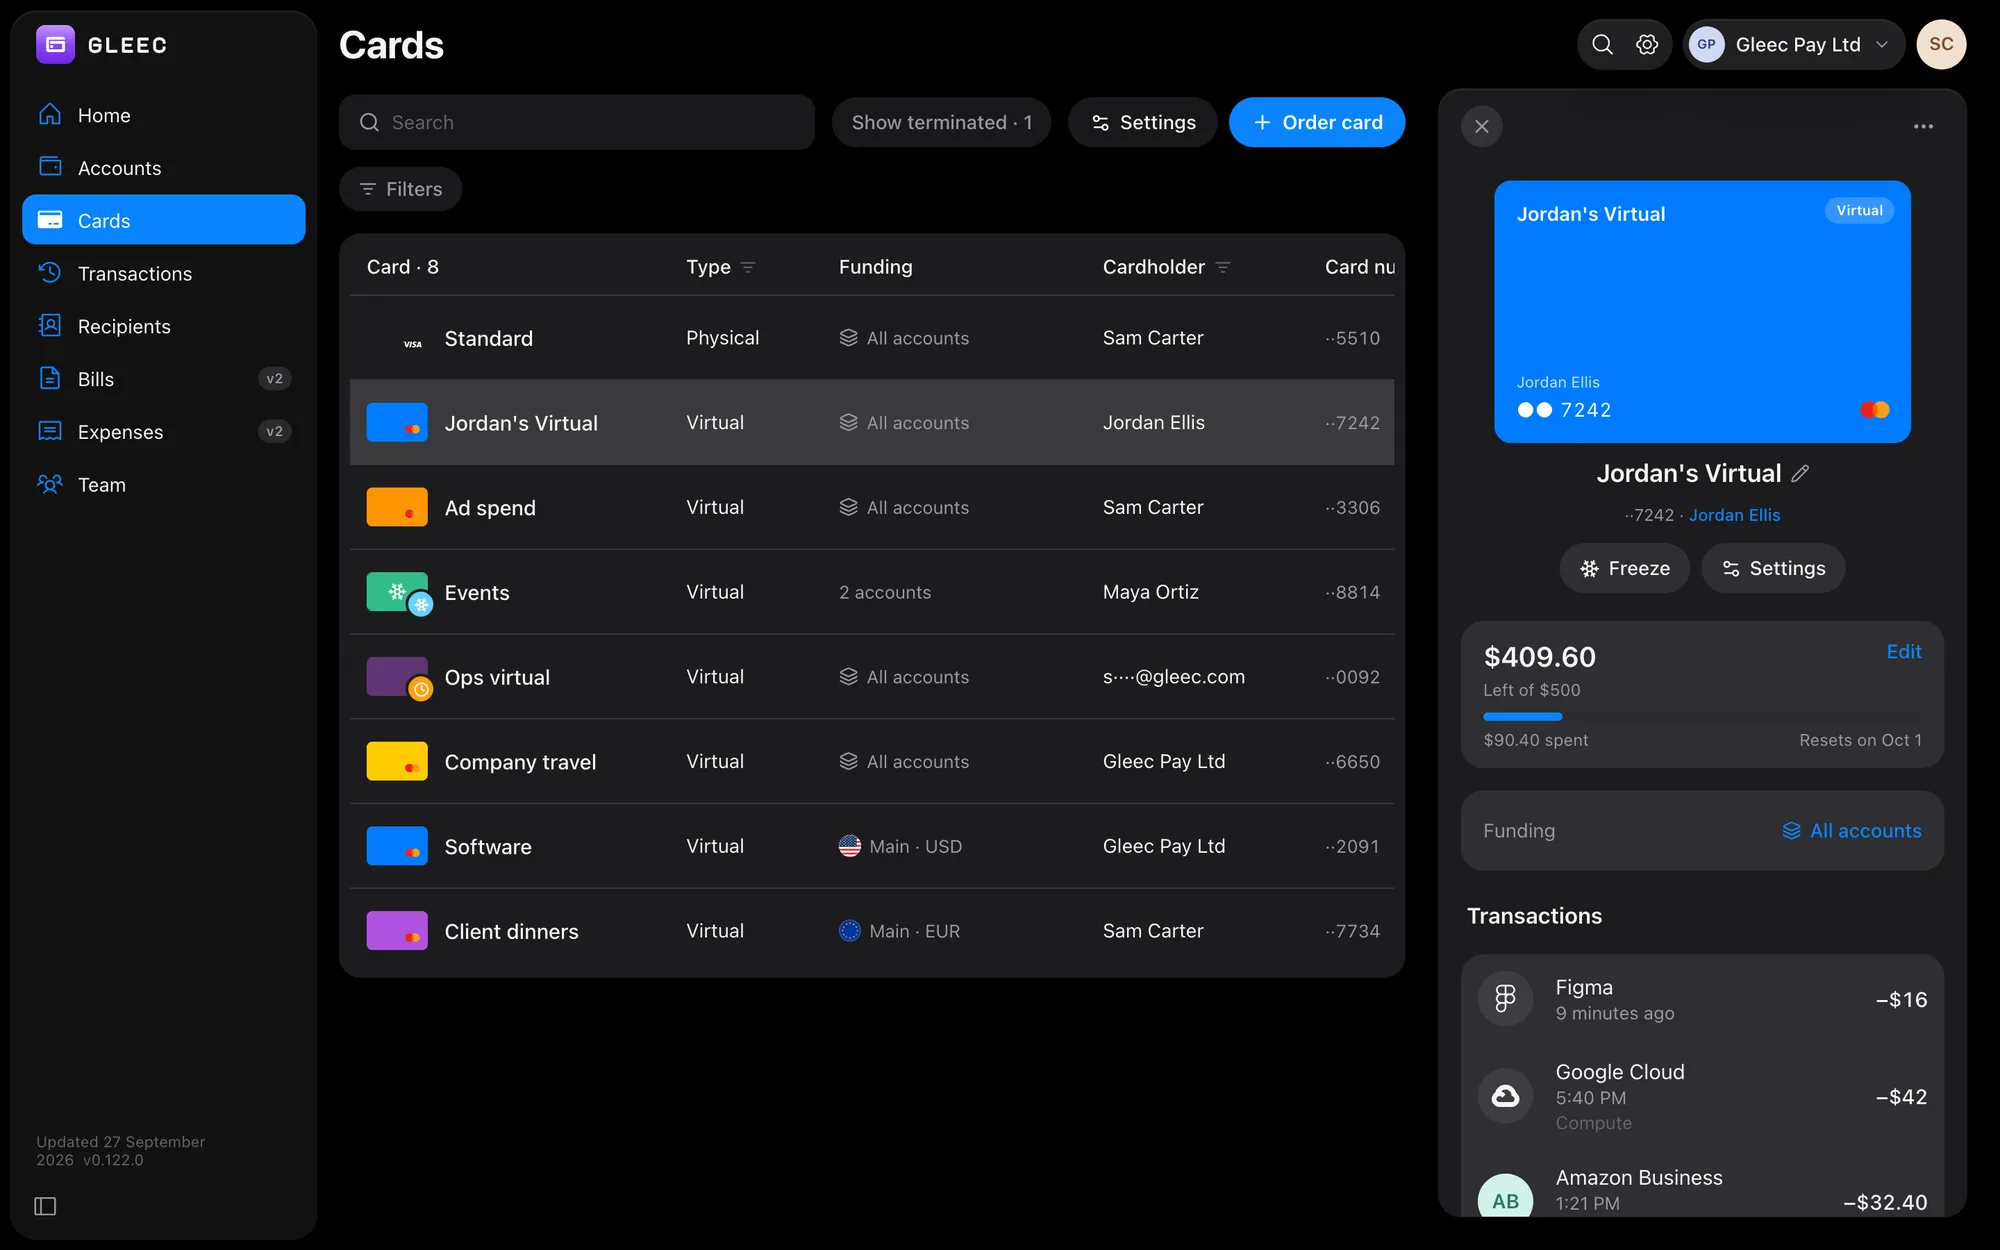 GLEEC
Home
Accounts
Cards
Transactions
Recipients
Bills v2
Expenses v2
Team
Updated 27 September
2026 v0.122.0
Cards
GP Gleec Pay Ltd
SC
Search
Show terminated · 1
Settings
+ Order card
Filters
Card · 8 Type Funding Cardholder Card nu
VISA Standard Physical All accounts Sam Carter ··5510
Jordan's Virtual Virtual All accounts Jordan Ellis ··7242
Ad spend Virtual All accounts Sam Carter ··3306
Events Virtual 2 accounts Maya Ortiz ··8814
Ops virtual Virtual All accounts s····@gleec.com ··0092
Company travel Virtual All accounts Gleec Pay Ltd ··6650
Software Virtual Main · USD Gleec Pay Ltd ··2091
Client dinners Virtual Main · EUR Sam Carter ··7734
Jordan's Virtual Virtual
Jordan Ellis
7242
Jordan's Virtual
··7242 · Jordan Ellis
Freeze
Settings
$409.60 Edit
Left of $500
$90.40 spent Resets on Oct 1
Funding All accounts
Transactions
Figma
9 minutes ago
−$16
Google Cloud
5:40 PM
Compute
−$42
AB
Amazon Business
1:21 PM
−$32.40